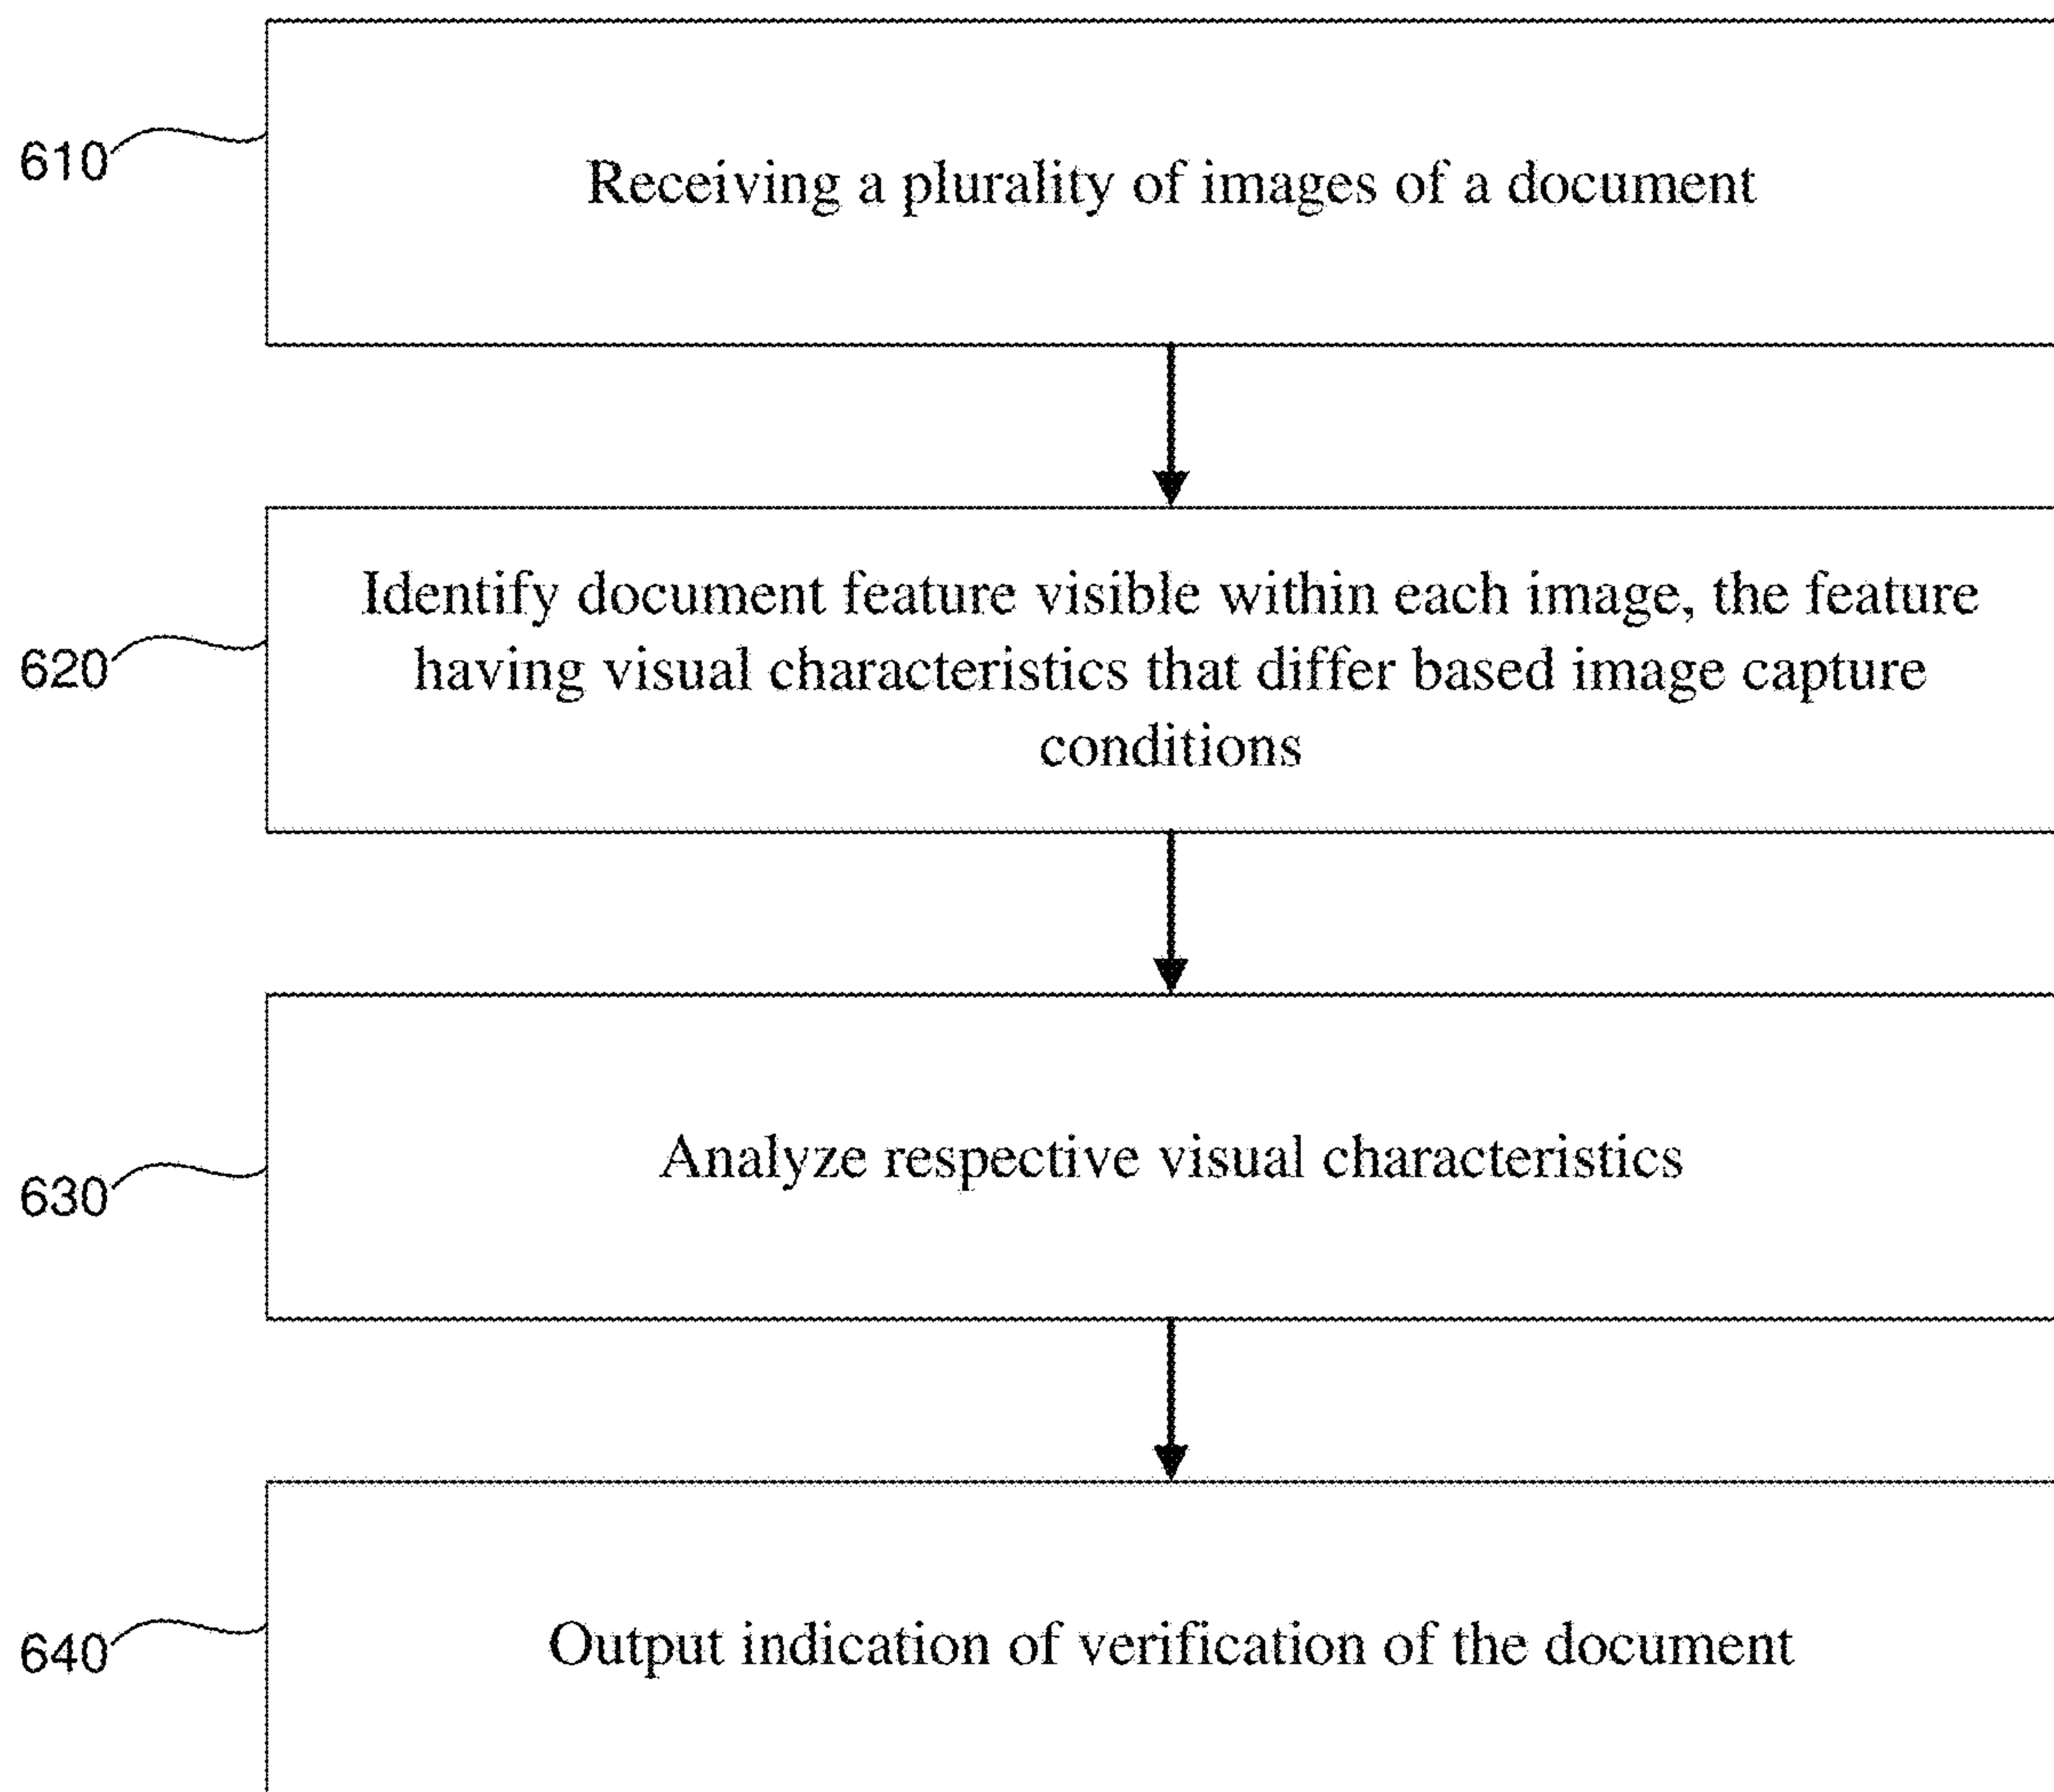 610
Receiving a plurality of images of a document
620
Identify document feature visible within each image, the feature
having visual characteristics that differ based image capture
conditions
630
Analyze respective visual characteristics
640
Output indication of verification of the document